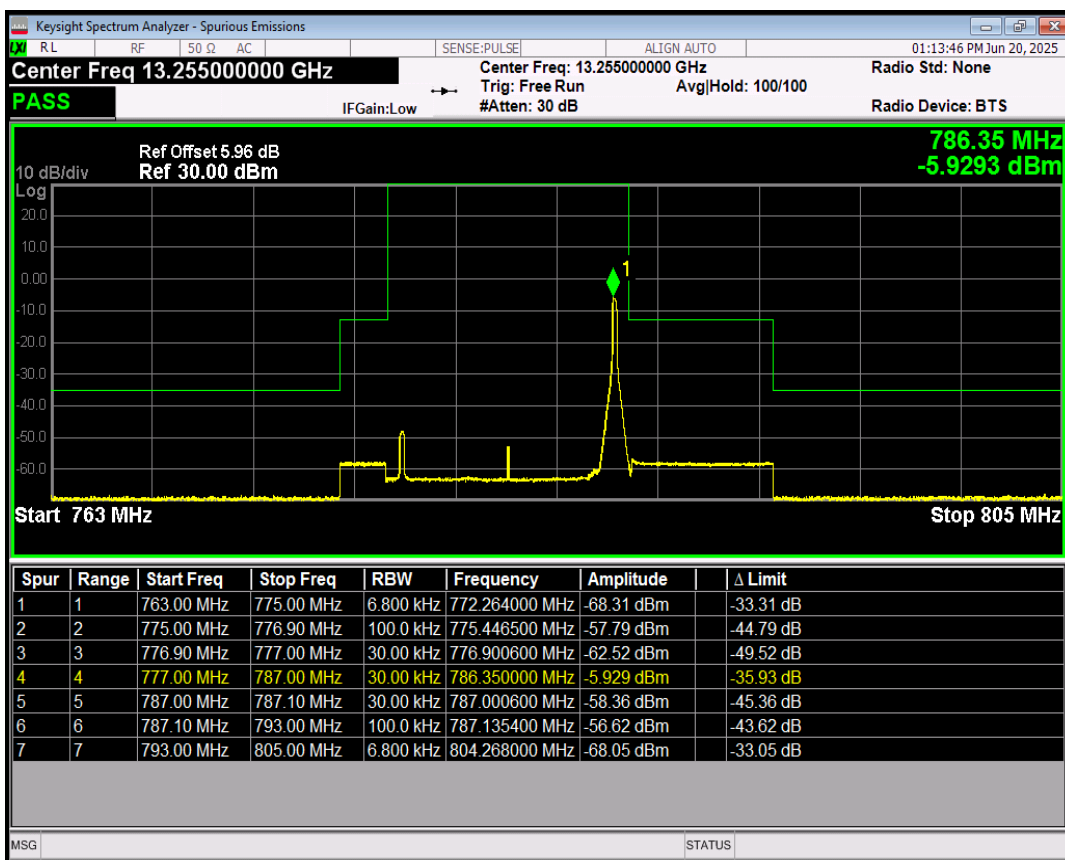 Keysight Spectrum Analyzer - Spurious Emissions
LXI RL RF 50 Ω AC SENSE:PULSE ALIGN AUTO 01:13:46 PM Jun 20, 2025
Center Freq 13.255000000 GHz Center Freq: 13.255000000 GHz Radio Std: None
Trig: Free Run Avg|Hold: 100/100
PASS IFGain:Low #Atten: 30 dB Radio Device: BTS
786.35 MHz
-5.9293 dBm
Ref Offset 5.96 dB
10 dB/div Ref 30.00 dBm
Log
20.0
10.0
0.00
1
-10.0
-20.0
-30.0
-40.0
-50.0
-60.0
Start 763 MHz Stop 805 MHz
Spur Range Start Freq Stop Freq RBW Frequency Amplitude Δ Limit
1 1 763.00 MHz 775.00 MHz 6.800 kHz 772.264000 MHz -68.31 dBm -33.31 dB
2 2 775.00 MHz 776.90 MHz 100.0 kHz 775.446500 MHz -57.79 dBm -44.79 dB
3 3 776.90 MHz 777.00 MHz 30.00 kHz 776.900600 MHz -62.52 dBm -49.52 dB
4 4 777.00 MHz 787.00 MHz 30.00 kHz 786.350000 MHz -5.929 dBm -35.93 dB
5 5 787.00 MHz 787.10 MHz 30.00 kHz 787.000600 MHz -58.36 dBm -45.36 dB
6 6 787.10 MHz 793.00 MHz 100.0 kHz 787.135400 MHz -56.62 dBm -43.62 dB
7 7 793.00 MHz 805.00 MHz 6.800 kHz 804.268000 MHz -68.05 dBm -33.05 dB
MSG STATUS